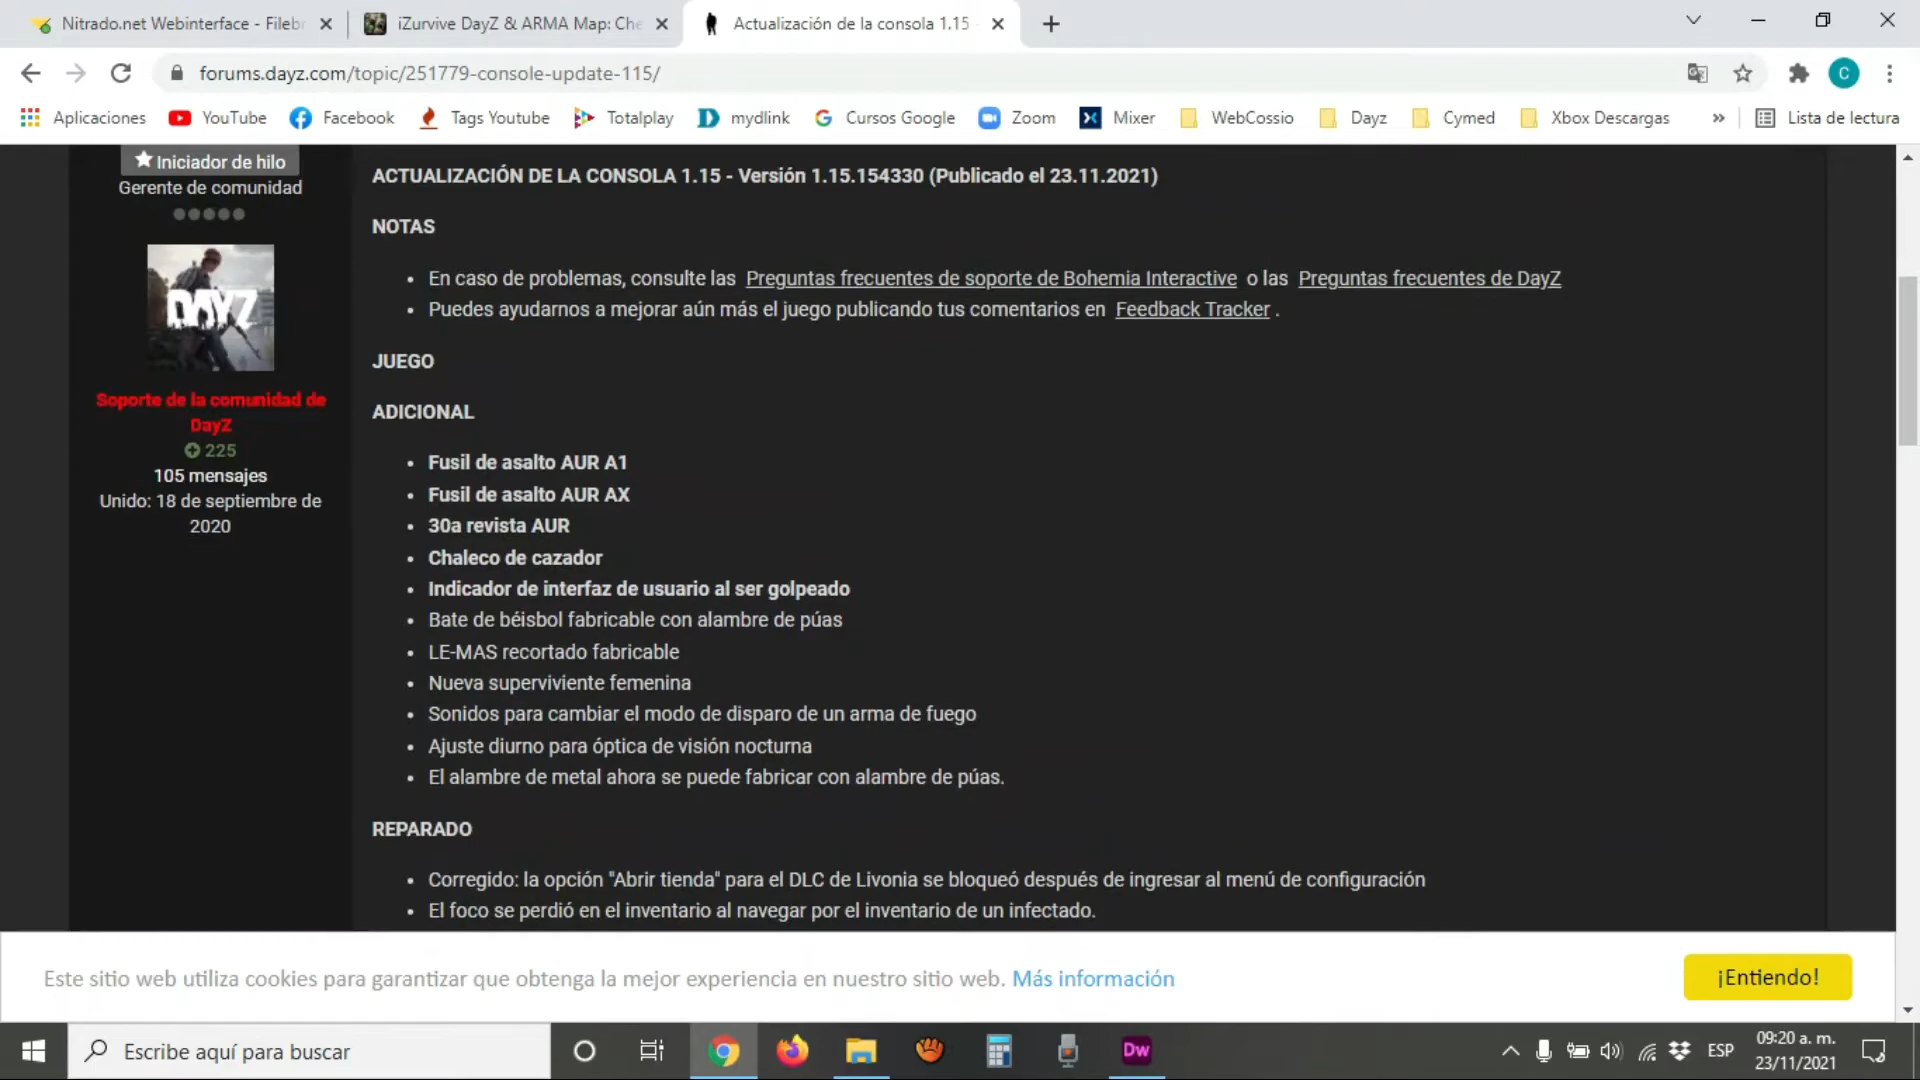 Nitrado.net Webinterface - Filebr
iZurvive DayZ & ARMA Map: Che
Actualización de la consola 1.15 -
forums.dayz.com/topic/251779-console-update-115/
Aplicaciones
YouTube
Facebook
Tags Youtube
Totalplay
mydlink
Cursos Google
Zoom
Mixer
WebCossio
Dayz
Cymed
Xbox Descargas
»
Lista de lectura
C
Iniciador de hilo
Gerente de comunidad
DAYZ
Soporte de la comunidad de
DayZ
225
105 mensajes
Unido: 18 de septiembre de
2020
ACTUALIZACIÓN DE LA CONSOLA 1.15 - Versión 1.15.154330 (Publicado el 23.11.2021)
NOTAS
• En caso de problemas, consulte las Preguntas frecuentes de soporte de Bohemia Interactive o las Preguntas frecuentes de DayZ
• Puedes ayudarnos a mejorar aún más el juego publicando tus comentarios en Feedback Tracker .
JUEGO
ADICIONAL
• Fusil de asalto AUR A1
• Fusil de asalto AUR AX
• 30a revista AUR
• Chaleco de cazador
• Indicador de interfaz de usuario al ser golpeado
• Bate de béisbol fabricable con alambre de púas
• LE-MAS recortado fabricable
• Nueva superviviente femenina
• Sonidos para cambiar el modo de disparo de un arma de fuego
• Ajuste diurno para óptica de visión nocturna
• El alambre de metal ahora se puede fabricar con alambre de púas.
REPARADO
• Corregido: la opción "Abrir tienda" para el DLC de Livonia se bloqueó después de ingresar al menú de configuración
• El foco se perdió en el inventario al navegar por el inventario de un infectado.
Este sitio web utiliza cookies para garantizar que obtenga la mejor experiencia en nuestro sitio web. Más información
¡Entiendo!
Escribe aquí para buscar
Dw
ESP
09:20 a. m.
23/11/2021